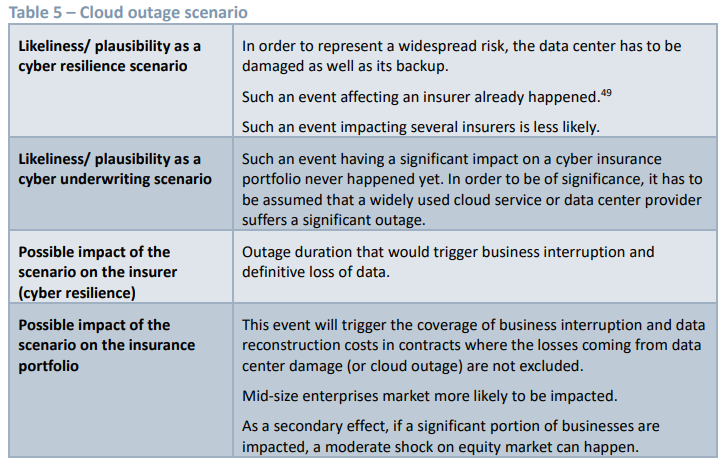 Table 5 – Cloud outage scenario
Likeliness/ plausibility as a
cyber resilience scenario
In order to represent a widespread risk, the data center has to be
damaged as well as its backup.
Such an event affecting an insurer already happened.49
Such event impacting several insurers is less likely.
Likeliness/ plausibility as a
cyber underwriting scenario
Such an event having a significant impact on a cyber insurance
portfolio never happened yet. In order to be of significance, it has to
be assumed that a widely used cloud service or data center provider
suffers a significant outage.
Possible impact of the
scenario on the insurer
(cyber resilience)
Outage duration that would trigger business interruption and
definitive loss of data.
Possible impact of the
scenario on the insurance
portfolio
This event will trigger the coverage of business interruption and data
reconstruction costs in contracts where the losses coming from data
center damage (or cloud outage) are not excluded.
Mid-size enterprises market more likely to be impacted.
As a secondary effect, if a significant portion of businesses are
impacted, a moderate shock on equity market can happen.